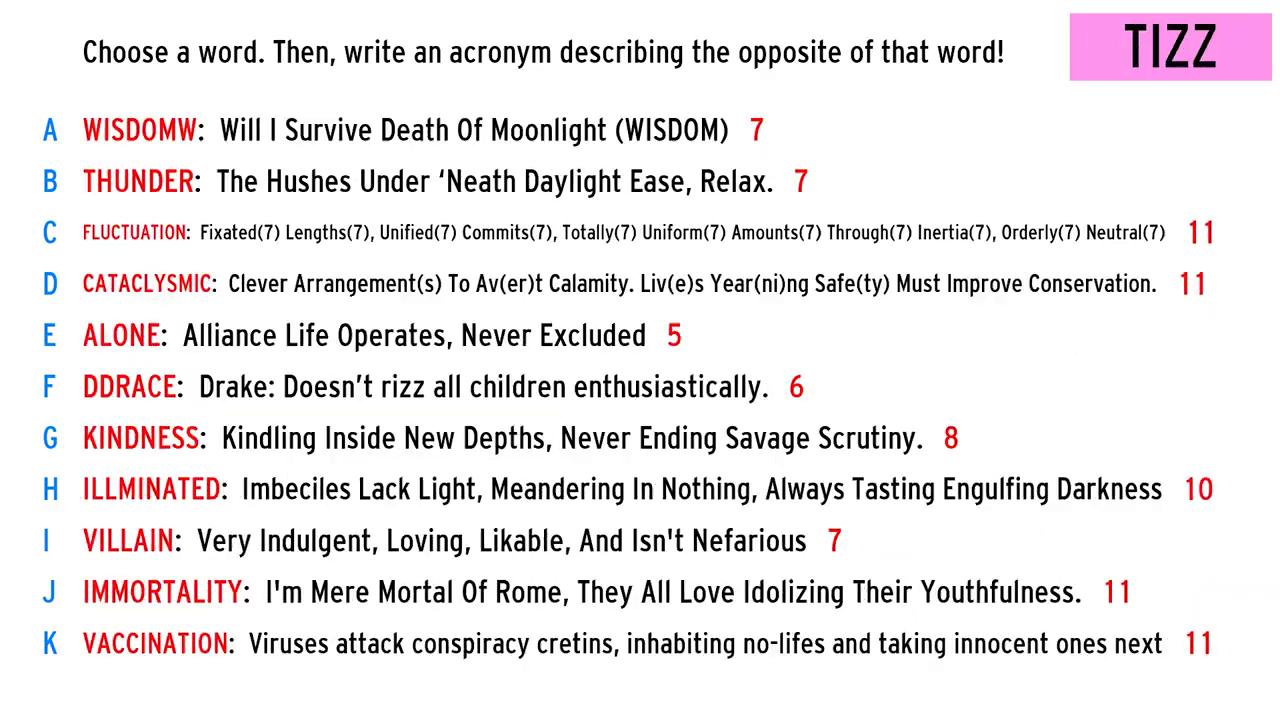 Choose a word. Then, write an acronym describing the opposite of that word!
TIZZ
A WISDOMW: Will I Survive Death Of Moonlight (WISDOM) 7
B THUNDER: The Hushes Under ‘Neath Daylight Ease, Relax. 7
C FLUCTUATION: Fixated(7) Lengths(7), Unified(7) Commits(7), Totally(7) Uniform(7) Amounts(7) Through(7) Inertia(7), Orderly(7) Neutral(7) 11
D CATACLYSMIC: Clever Arrangement(s) To Av(er)t Calamity. Liv(e)s Year(ni)ng Safe(ty) Must Improve Conservation. 11
E ALONE: Alliance Life Operates, Never Excluded 5
F DDRACE: Drake: Doesn’t rizz all children enthusiastically. 6
G KINDNESS: Kindling Inside New Depths, Never Ending Savage Scrutiny. 8
H ILLMINATED: Imbeciles Lack Light, Meandering In Nothing, Always Tasting Engulfing Darkness 10
I VILLAIN: Very Indulgent, Loving, Likable, And Isn't Nefarious 7
J IMMORTALITY: I'm Mere Mortal Of Rome, They All Love Idolizing Their Youthfulness. 11
K VACCINATION: Viruses attack conspiracy cretins, inhabiting no-lifes and taking innocent ones next 11